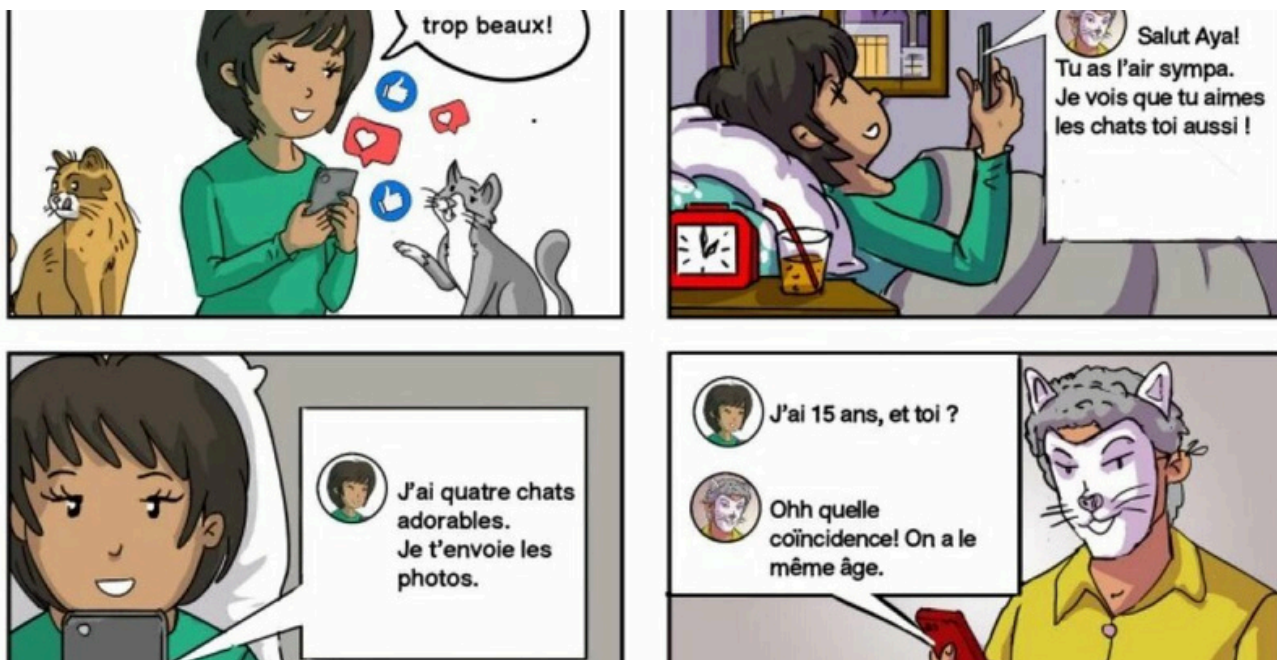 trop beaux!
Salut Aya!
Tu as l'air sympa.
Je vois que tu aimes
les chats toi aussi !
J'ai quatre chats
adorables.
Je t'envoie les
photos.
J'ai 15 ans, et toi ?
Ohh quelle
coïncidence! On a le
même âge.